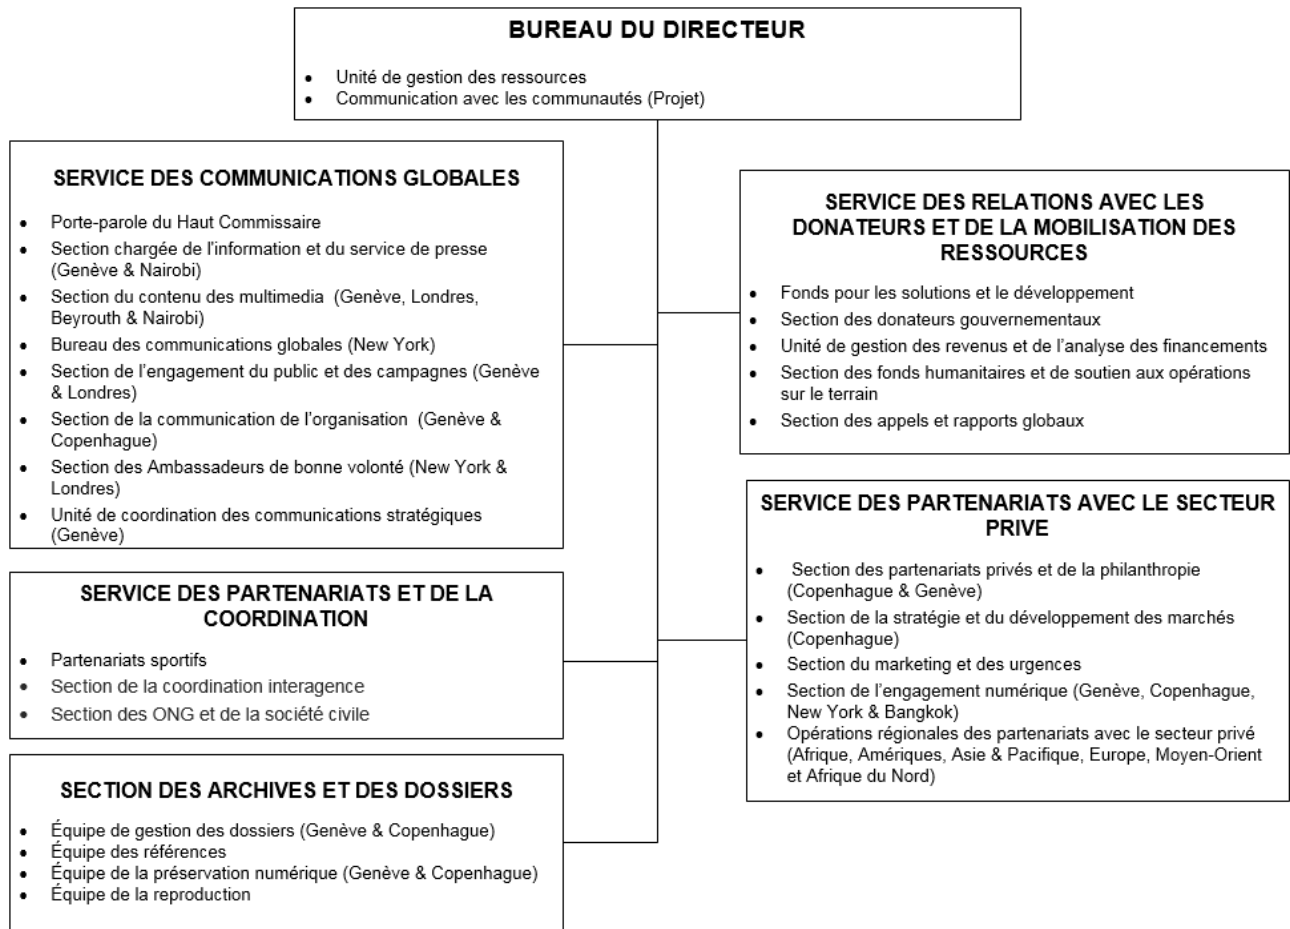 BUREAU DU DIRECTEUR
• Unité de gestion des ressources
• Communication avec les communautés (Projet)
SERVICE DES COMMUNICATIONS GLOBALES
• Porte-parole du Haut Commissaire
• Section chargée de l'information et du service de presse
(Genève & Nairobi)
• Section du contenu des multimedia (Genève, Londres,
Beyrouth & Nairobi)
• Bureau des communications globales (New York)
• Section de l'engagement du public et des campagnes (Genève
& Londres)
• Section de la communication de l'organisation (Genève &
Copenhague)
• Section des Ambassadeurs de bonne volonté (New York &
Londres)
• Unité de coordination des communications stratégiques
(Genève)
SERVICE DES RELATIONS AVEC LES
DONATEURS ET DE LA MOBILISATION DES
RESSOURCES
• Fonds pour les solutions et le développement
• Section des donateurs gouvernementaux
• Unité de gestion des revenus et de l'analyse des financements
• Section des fonds humanitaires et de soutien aux opérations
sur le terrain
• Section des appels et rapports globaux
SERVICE DES PARTENARIATS ET DE LA
COORDINATION
• Partenariats sportifs
• Section de la coordination interagence
• Section des ONG et de la société civile
SERVICE DES PARTENARIATS AVEC LE SECTEUR
PRIVE
• Section des partenariats privés et de la philanthropie
(Copenhague & Genève)
• Section de la stratégie et du développement des marchés
(Copenhague)
• Section du marketing et des urgences
• Section de l'engagement numérique (Genève, Copenhague,
New York & Bangkok)
• Opérations régionales des partenariats avec le secteur privé
(Afrique, Amériques, Asie & Pacifique, Europe, Moyen-Orient
et Afrique du Nord)
SECTION DES ARCHIVES ET DES DOSSIERS
• Équipe de gestion des dossiers (Genève & Copenhague)
• Équipe des références
• Équipe de la préservation numérique (Genève & Copenhague)
• Équipe de la reproduction